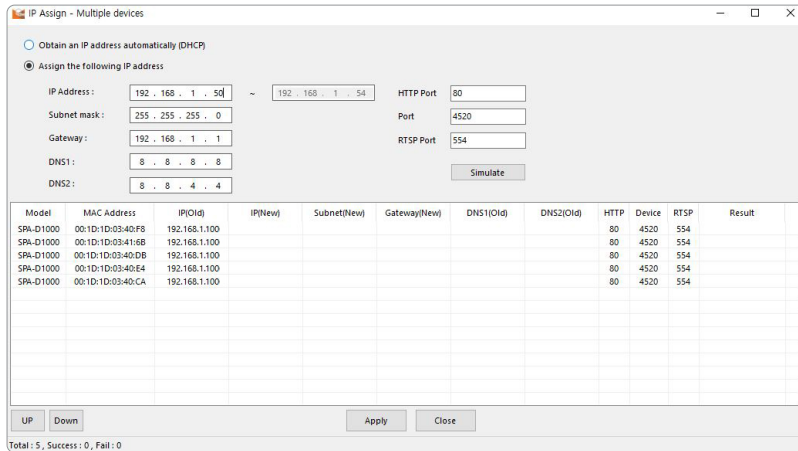 IP Assign - Multiple devices
Obtain an IP address automatically (DHCP)
Assign the following IP address
IP Address : 192 . 168 . 1 . 50 ~ 192 . 168 . 1 . 54 HTTP Port 80
Subnet mask : 255 . 255 . 255 . 0 Port 4520
Gateway : 192 . 168 . 1 . 1 RTSP Port 554
DNS1 : 8 . 8 . 8 . 8
Simulate
DNS2 : 8 . 8 . 4 . 4
Model MAC Address IP(Old) IP(New) Subnet(New) Gateway(New) DNS1(Old) DNS2(Old) HTTP Device RTSP Result
SPA-D1000 00:1D:1D:03:40:F8 192.168.1.100 80 4520 554
SPA-D1000 00:1D:1D:03:41:6B 192.168.1.100 80 4520 554
SPA-D1000 00:1D:1D:03:40:DB 192.168.1.100 80 4520 554
SPA-D1000 00:1D:1D:03:40:E4 192.168.1.100 80 4520 554
SPA-D1000 00:1D:1D:03:40:CA 192.168.1.100 80 4520 554
UP Down Apply Close
Total : 5 , Success : 0 , Fail : 0